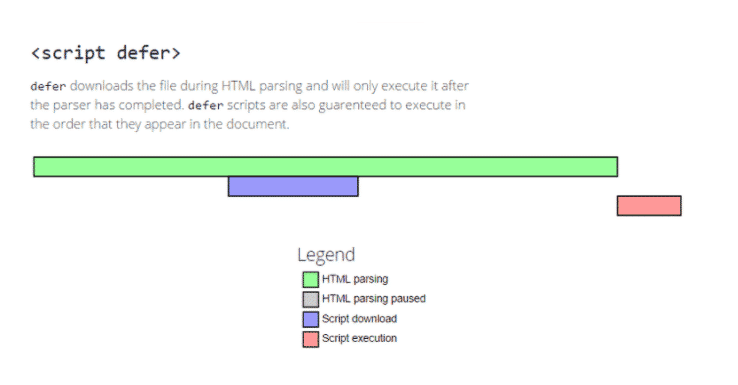 <script defer>
defer downloads the file during HTML parsing and will only execute it after
the parser has completed. defer scripts are also guarenteed to execute in
the order that they appear in the document.
Legend
HTML parsing
HTML parsing paused
Script download
Script execution